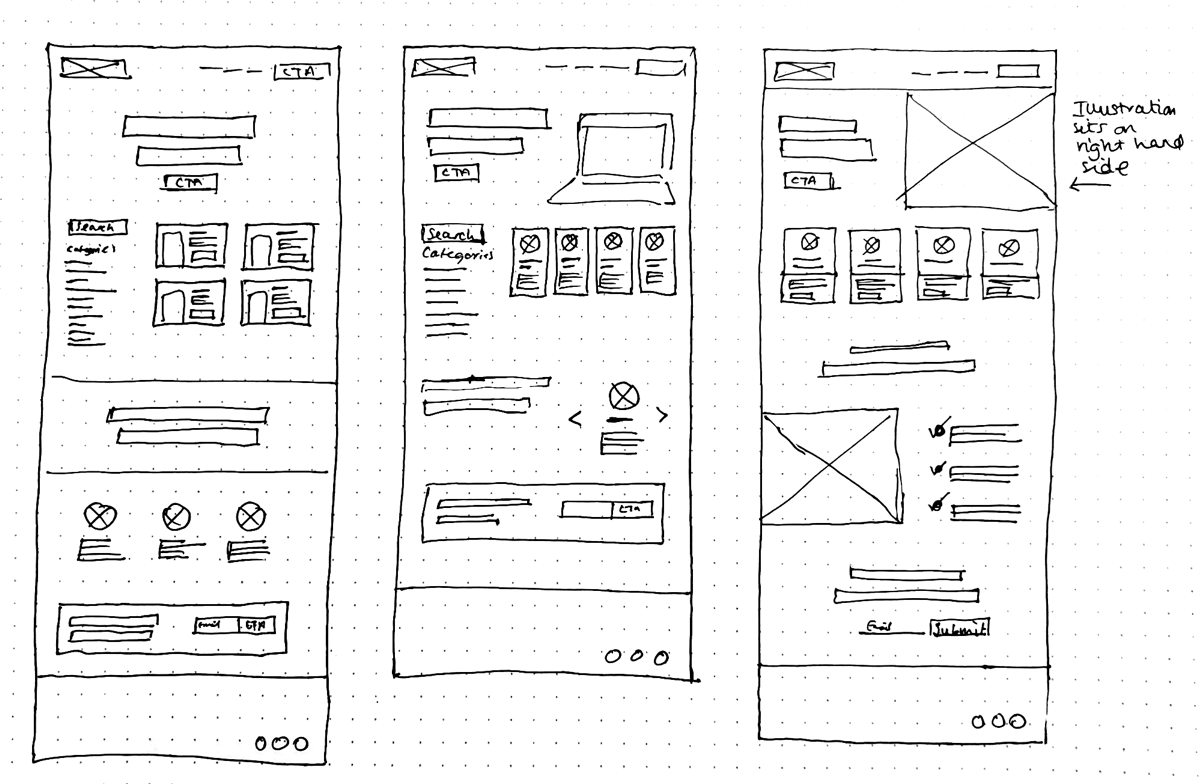 CTA
CTA
Search
Categories
Email CTA
CTA
Search
Categories
CTA
CTA
Illustration
sits on
right hand
side
Email Submit